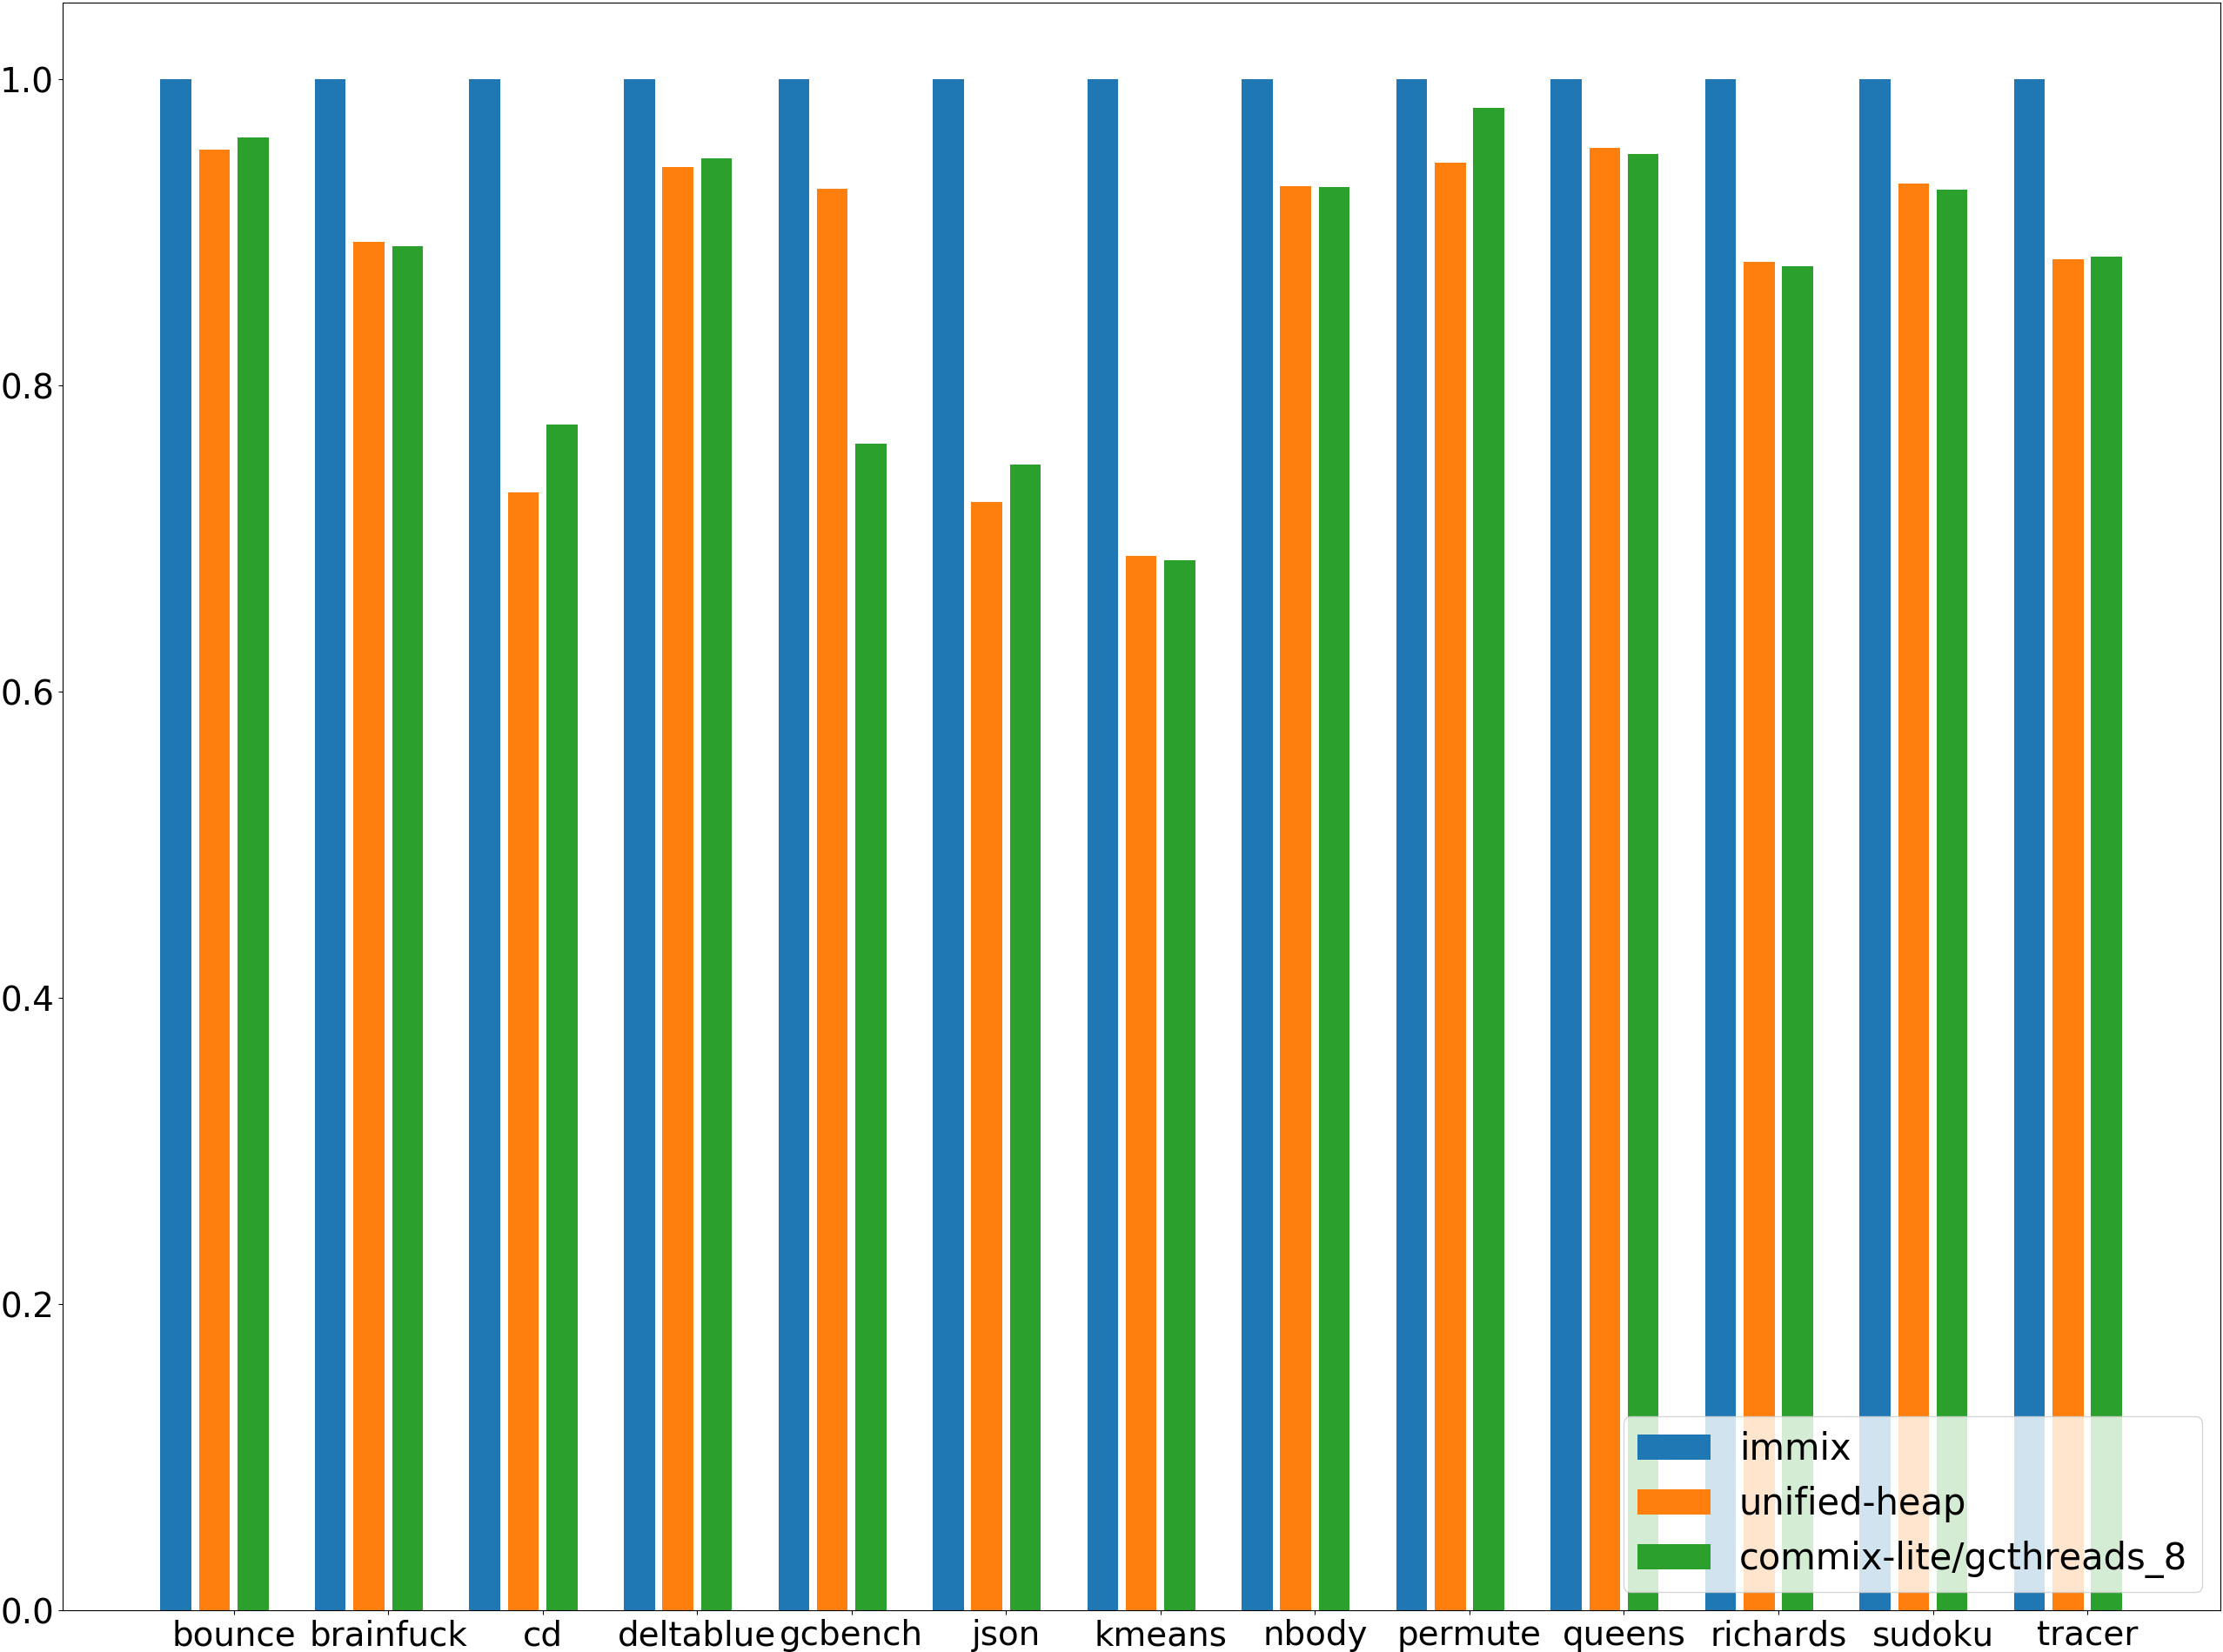 1.0
0.8
0.6
0.4
0.2
0.0
bounce brainfuck cd deltablue gcbench json kmeans nbody permute queens richards sudoku tracer
immix
unified-heap
commix-lite/gcthreads_8